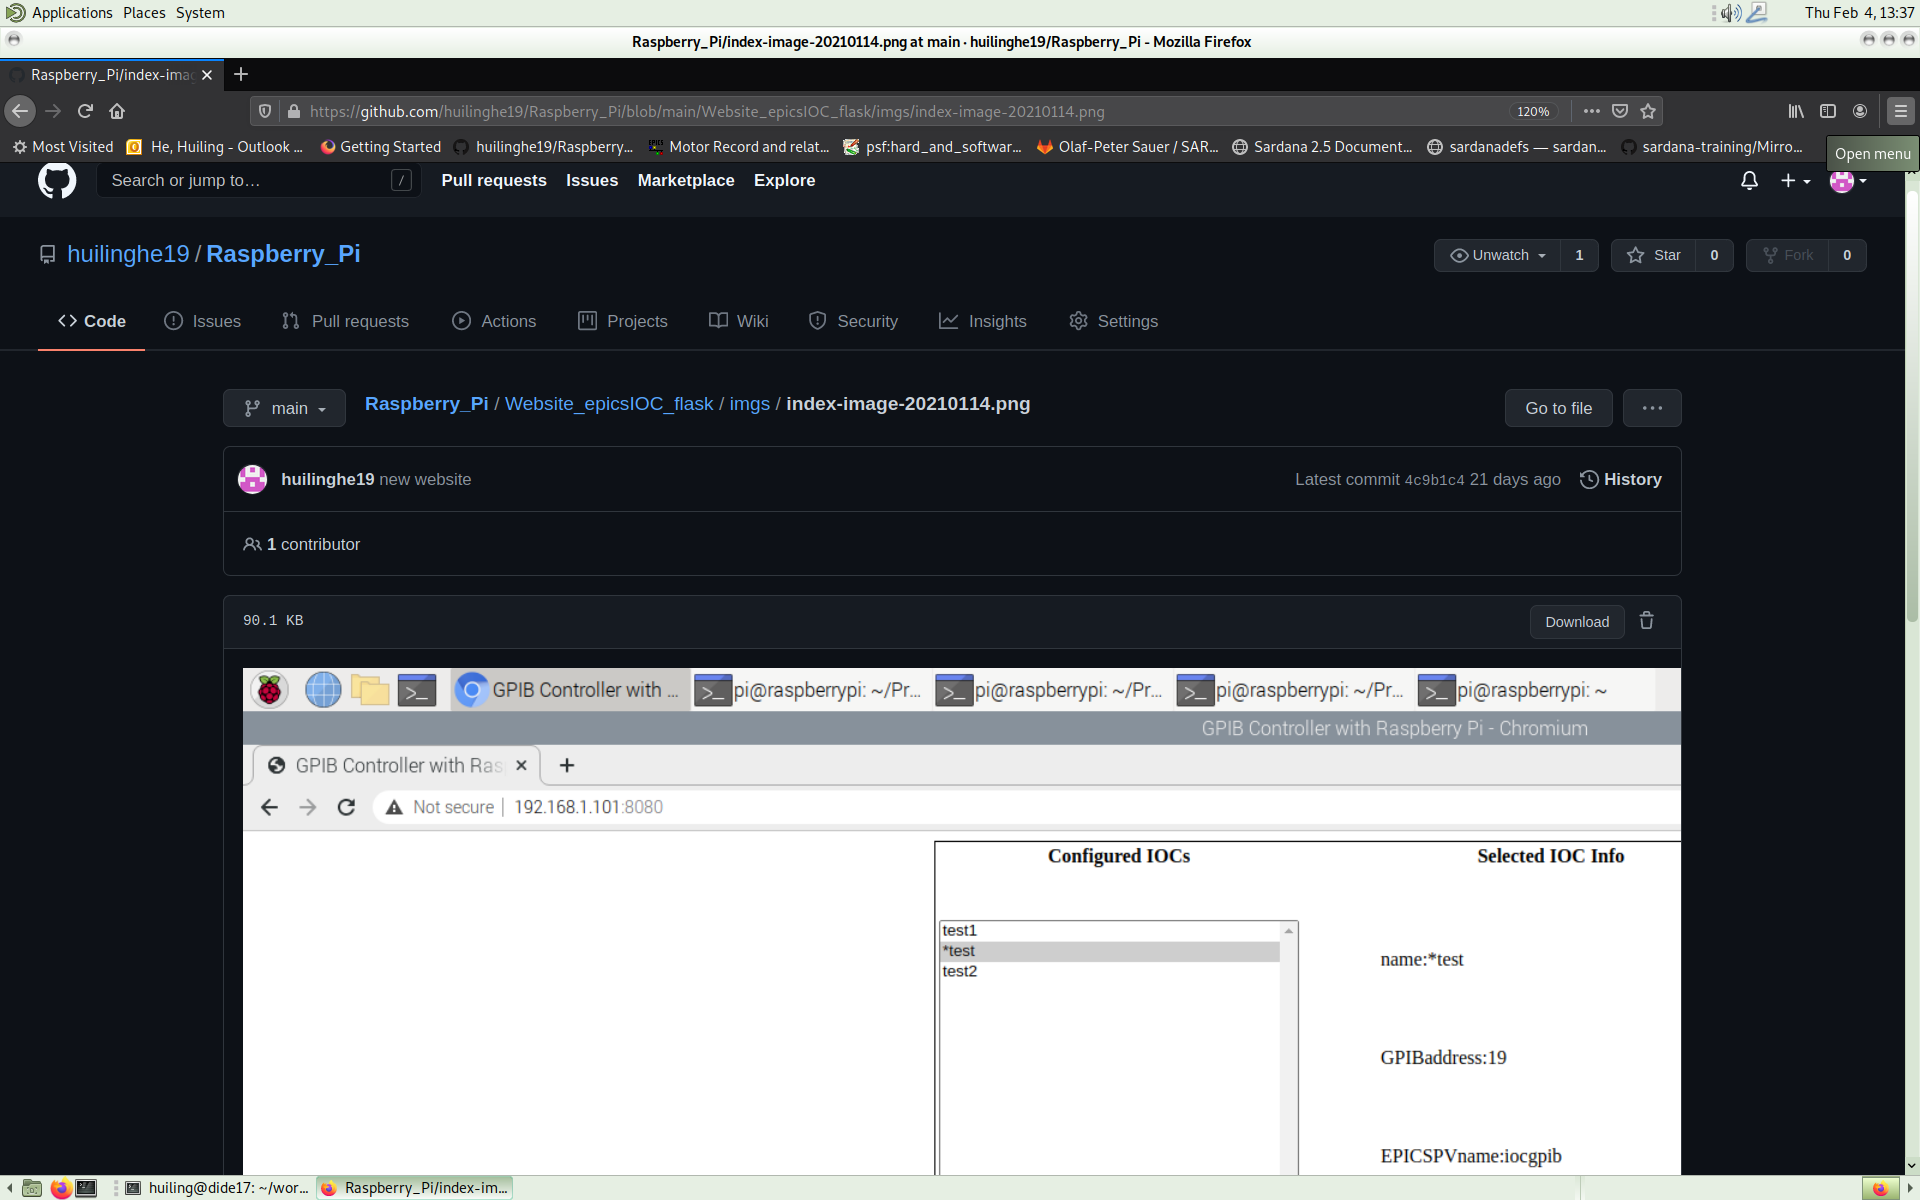 Applications Places System
Thu Feb 4, 13:37
Raspberry_Pi/index-image-20210114.png at main · huilinghe19/Raspberry_Pi - Mozilla Firefox
Raspberry_Pi/index-imag
https://github.com/huilinghe19/Raspberry_Pi/blob/main/Website_epicsIOC_flask/imgs/index-image-20210114.png
120%
Most Visited He, Huiling - Outlook ... Getting Started huilinghe19/Raspberry... Motor Record and relat... psf:hard_and_softwar... Olaf-Peter Sauer / SAR... Sardana 2.5 Document... sardanadefs — sardan... sardana-training/Mirro...
Open menu
Search or jump to… /
Pull requests Issues Marketplace Explore
huilinghe19 / Raspberry_Pi
Unwatch 1 Star 0 Fork 0
Code Issues Pull requests Actions Projects Wiki Security Insights Settings
main
Raspberry_Pi / Website_epicsIOC_flask / imgs / index-image-20210114.png
Go to file
huilinghe19 new website
Latest commit 4c9b1c4 21 days ago History
1 contributor
90.1 KB
Download
GPIB Controller with ... pi@raspberrypi: ~/Pr... pi@raspberrypi: ~/Pr... pi@raspberrypi: ~/Pr... pi@raspberrypi: ~
GPIB Controller with Raspberry Pi - Chromium
GPIB Controller with Ras
Not secure | 192.168.1.101:8080
Configured IOCs
Selected IOC Info
test1
*test
test2
name:*test
GPIBaddress:19
EPICSPVname:iocgpib
huiling@dide17: ~/wor... Raspberry_Pi/index-im...